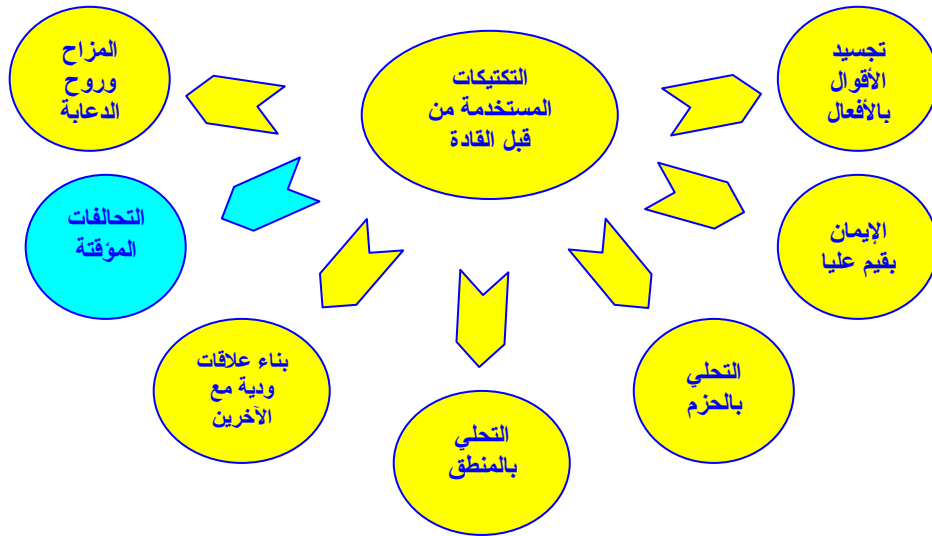 التكتيكات
المستخدمة من
قبل القادة
تجسيد
الأقوال
بالأفعال
الإيمان
بقيم عليا
التحلي
بالحزم
التحلي
بالمنطق
بناء علاقات
ودية مع
الآخرين
التحالفات
المؤقتة
المزاح
وروح
الدعابة